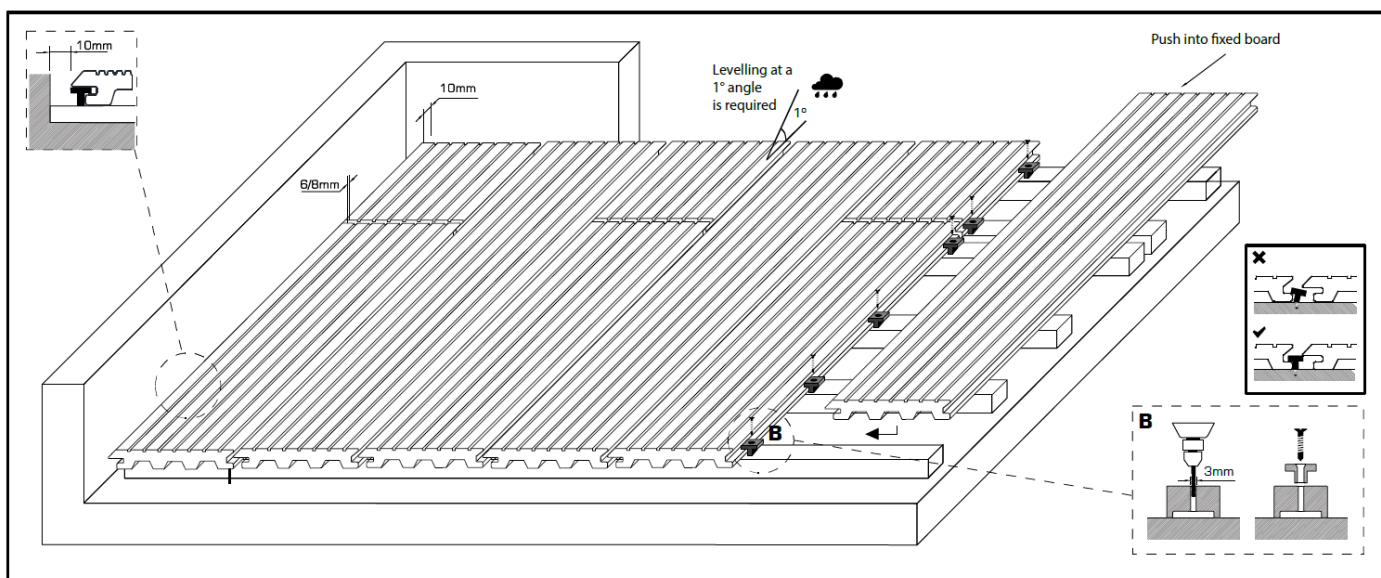 10mm
10mm
6/8mm
Levelling at a
1° angle
is required
1°
Push into fixed board
B
B
3mm